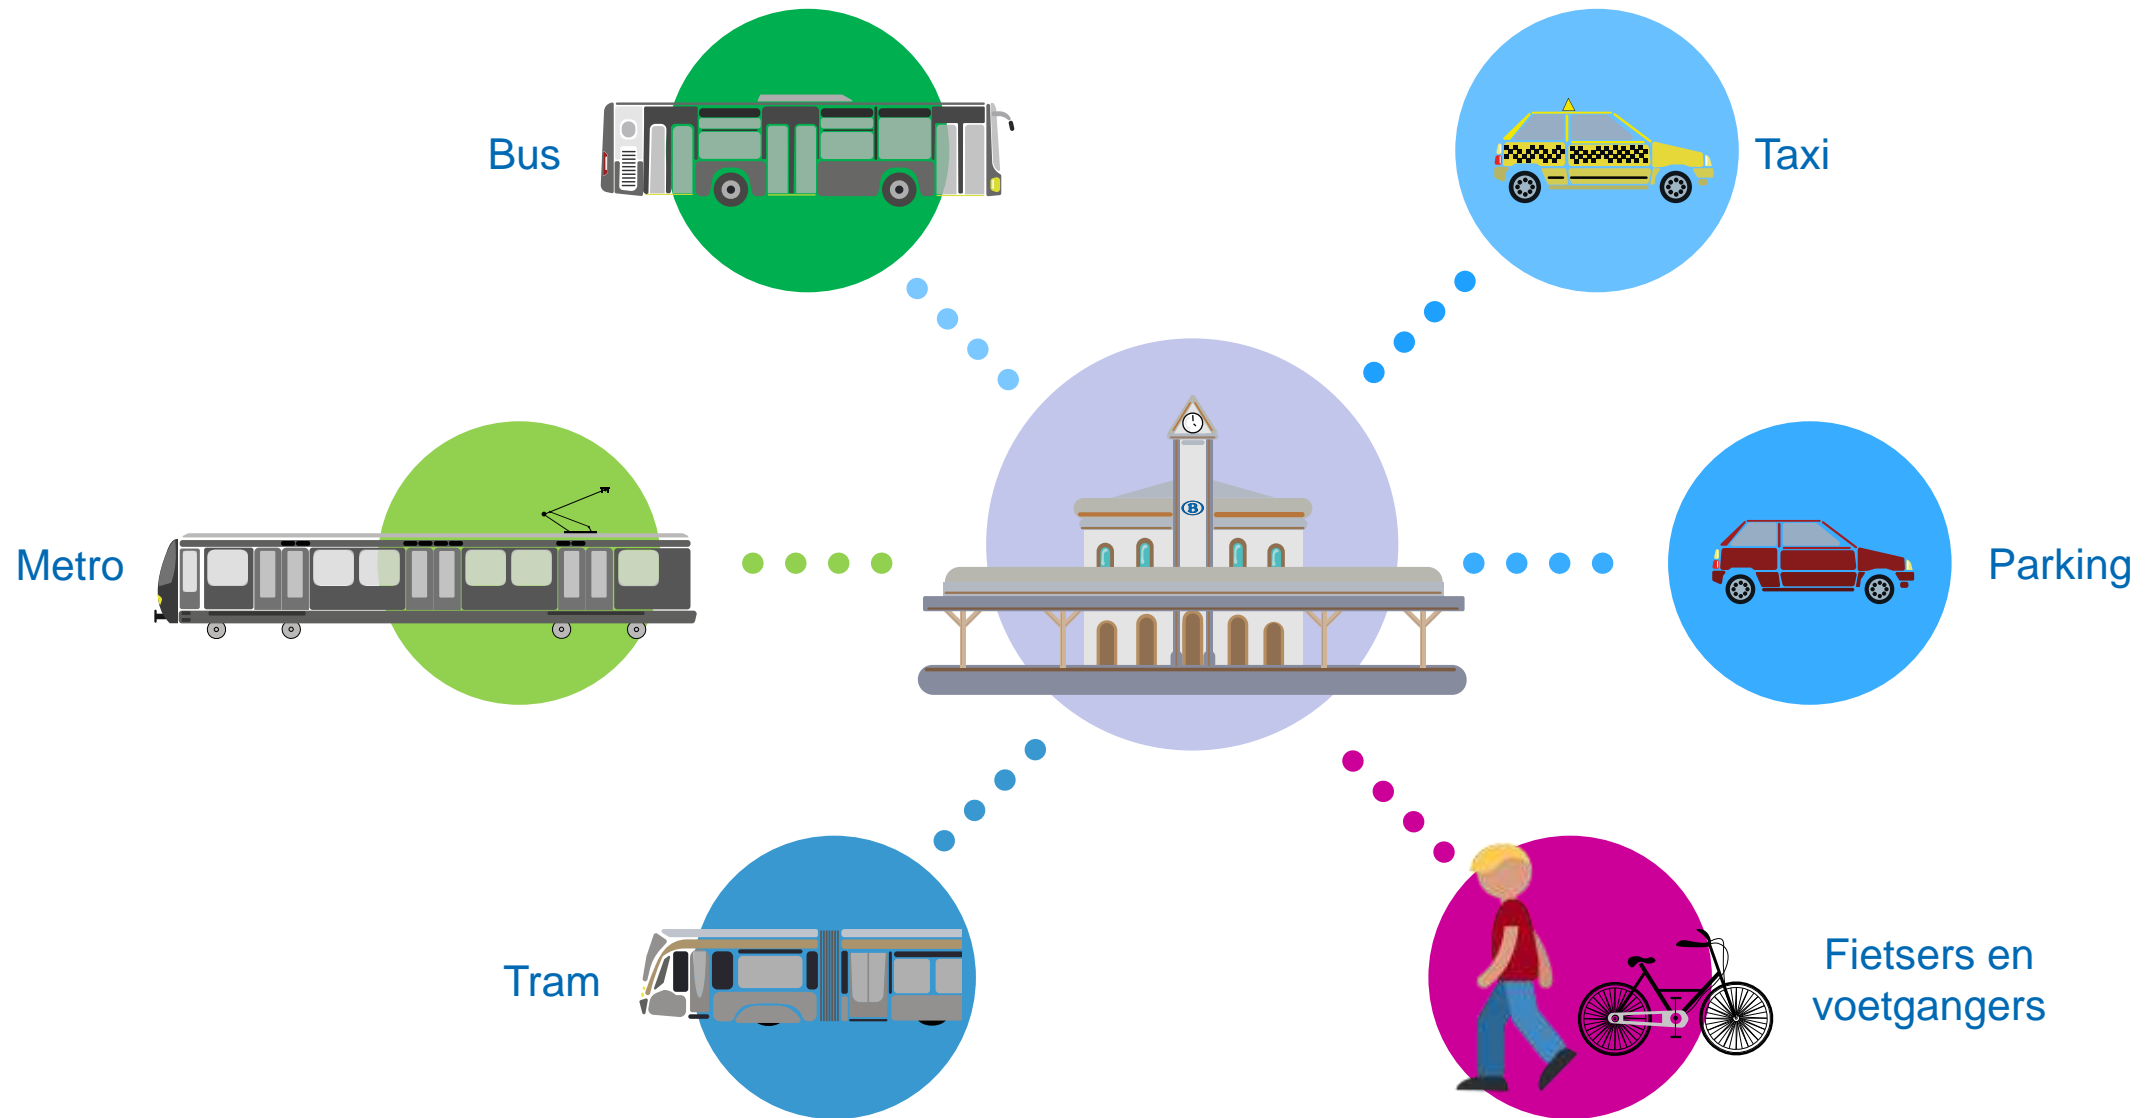 Bus
Taxi
B
Metro
Parking
Tram
Fietsers en
voetgangers